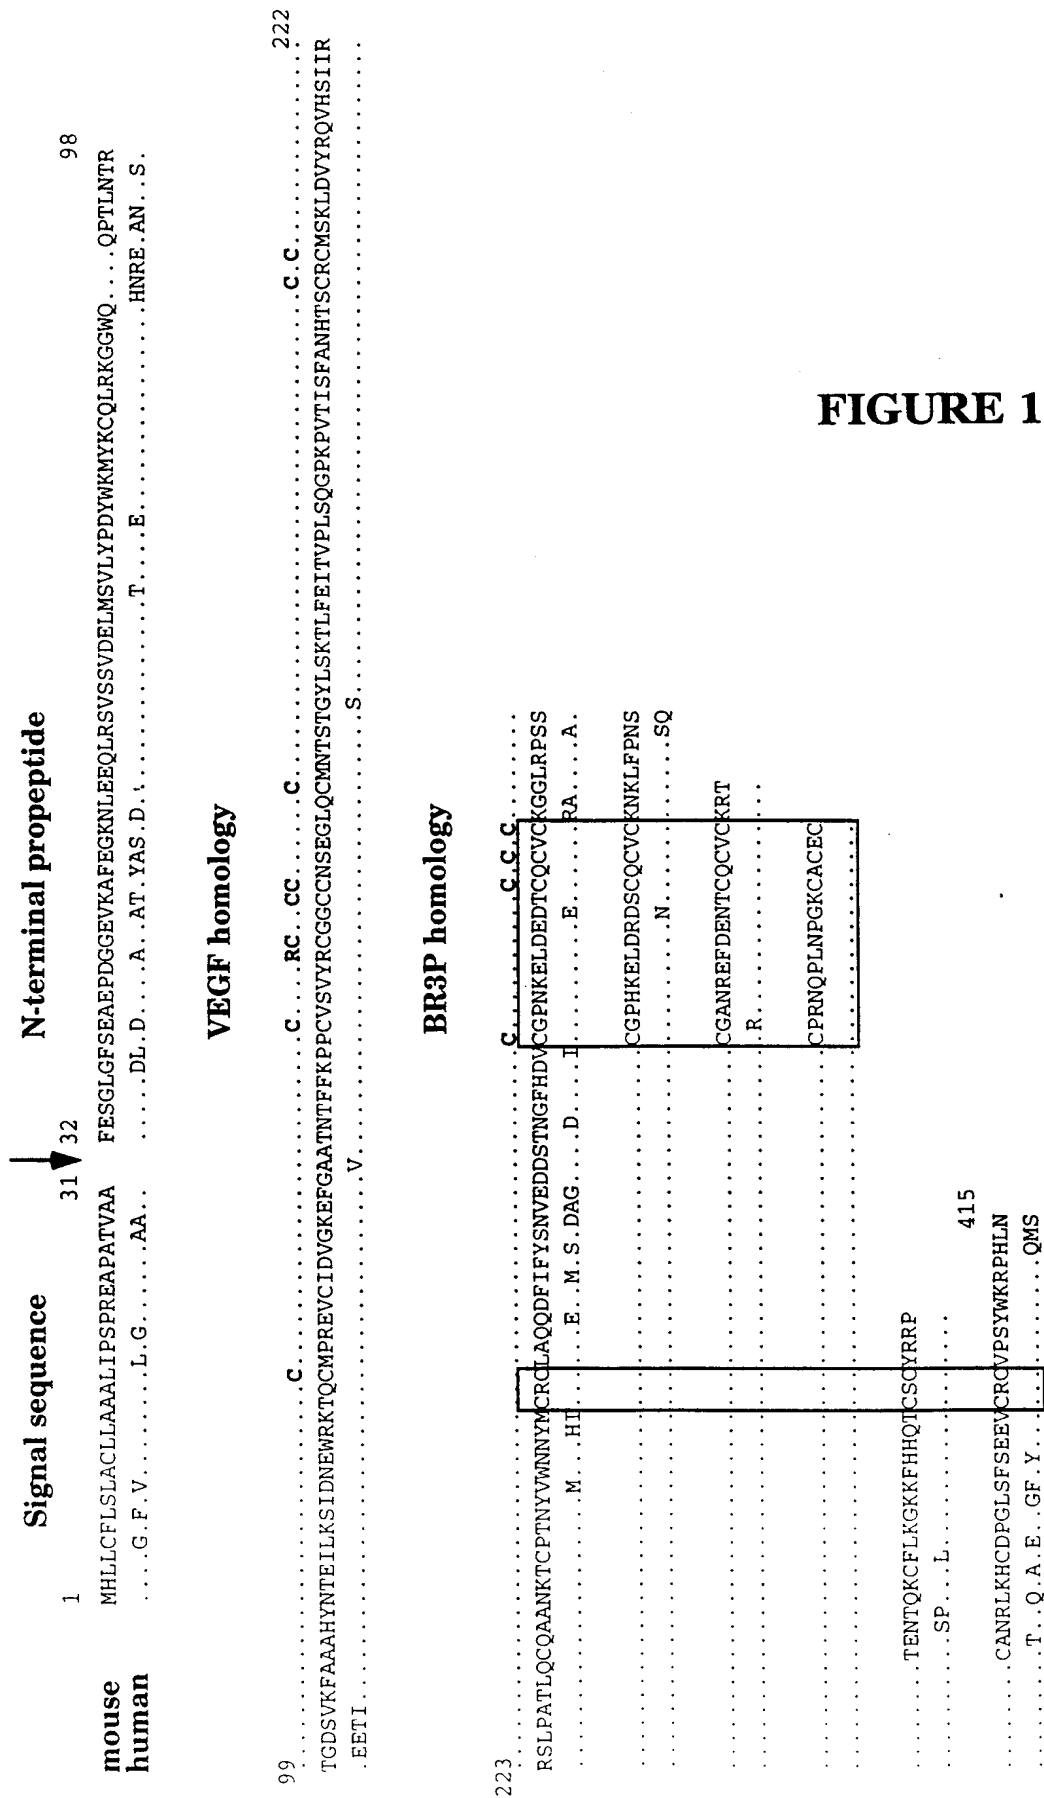 Signal sequence N-terminal propeptide
1 31 32 98
mouse MHLLCFLSLACLLAAALIPSPREAPATVAA FESGLGFSEAEPDGGEVKAFEGKNLEEQLRSVSSVDELMSVLYPDYWKMYKCQLRKGGWQ....QPTLNTR
human ....G.F.V.......L.G....AA.. ....DL.D...A..AT.YAS.D...............T....E..............HNRE.AN..S.
VEGF homology
99 222
.............................C........................C....RC..CC......C...................................C.C..............
TGDSVKFAAAHYNTEILKSIDNEWRKTQCMPREVCIDVGKEFGAATNTFFKPPCVSVYRCGGCCNSEGLQCMNTSTGYLSKTLFEITVPLSQGPKPVTISFANHTSCRCMSKLDVYRQVHSIIR
.EETI......................................V................................S...............................................
BR3P homology
223
....................................................C..........C.C.C........
RSLPATLQCQAANKTCPTNYVWNNYMCRCLAQQDFIFYSNVEDDSTNGFHDVCGPNKELDEDTCQCVCKGGLRPSS
....................M...HI.......E..M.S.DAG...D....I........E......RA...A.
CGPHKELDRDSCQCVCKNKLFPNS
.........N............SQ
CGANREFDENTCQCVCKRT
.R.................
CPRNQPLNPGKCACEC
........TENTQKCFLKGKKFHHQTCSCYRRP
..........SP...L.................
415
........CANRLKHCDPGLSFSEEVCRCVPSYWKRPHLN
.........T..Q.A.E..GF.Y.............QMS
FIGURE 1